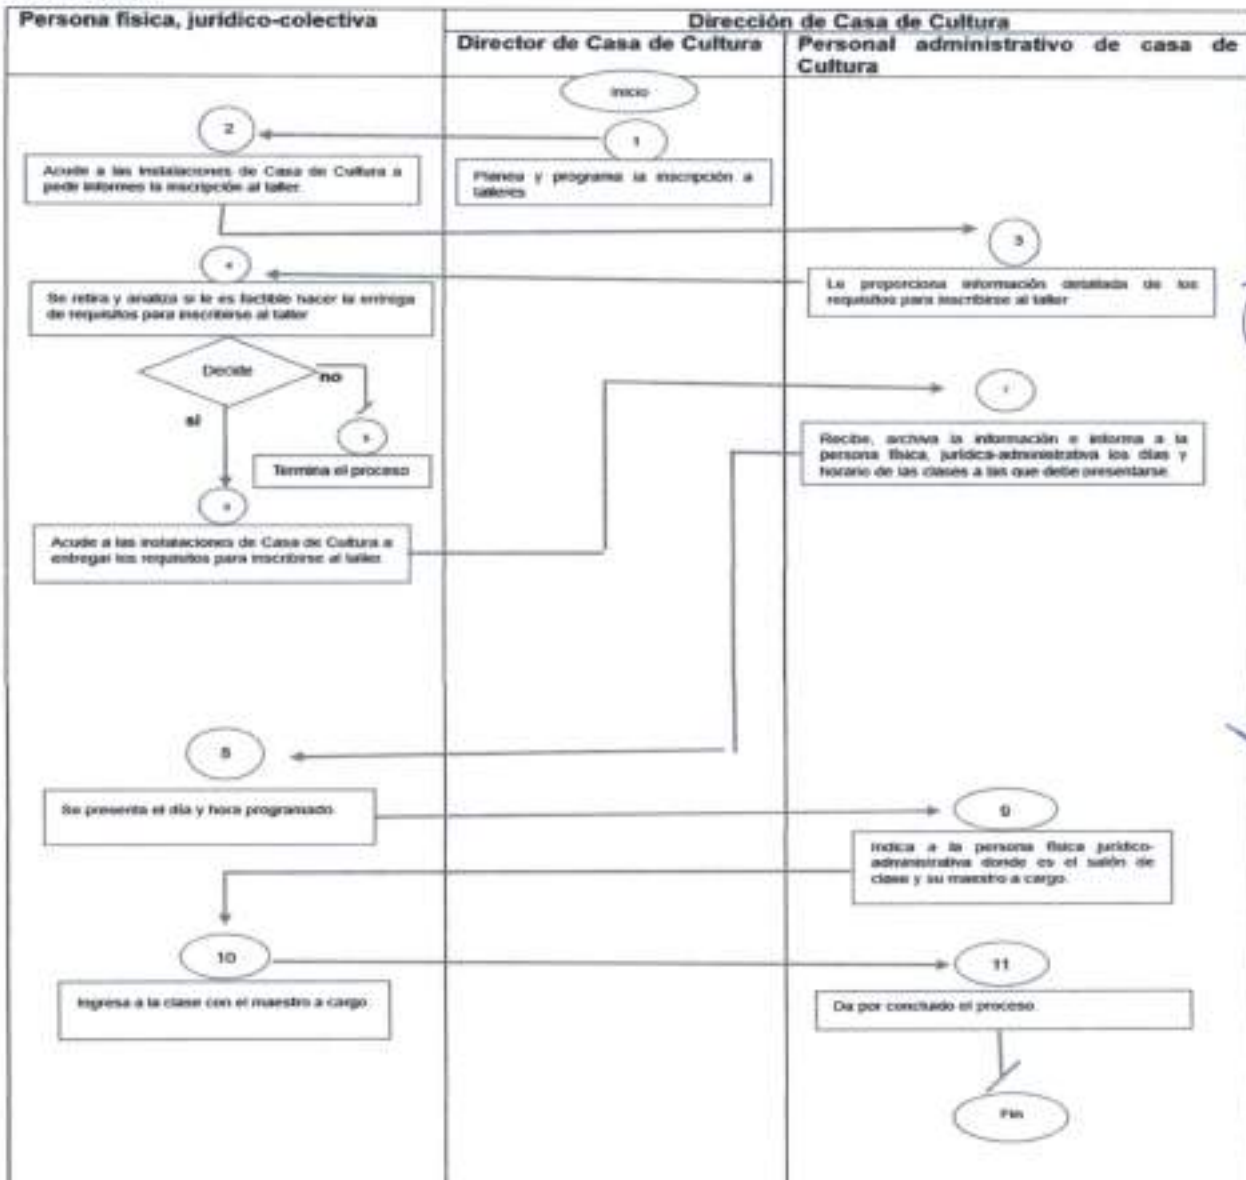 Persona física, jurídico-colectiva
Dirección de Casa de Cultura
Director de Casa de Cultura
Personal administrativo de casa de
Cultura
Inicio
2
1
Acude a las instalaciones de Casa de Cultura a
pedir informes la inscripción al taller.
Planea y programa la inscripción a
talleres
3
4
Se retira y analiza si le es factible hacer la entrega
de requisitos para inscribirse al taller
Le proporciona información detallada de los
requisitos para inscribirse al taller
Decide
no
si
Termina el proceso
Recibe, archiva la información e informa a la
persona física, jurídica-administrativa los días y
horario de las clases a las que debe presentarse.
Acude a las instalaciones de Casa de Cultura a
entregar los requisitos para inscribirse al taller.
8
Se presenta el día y hora programado.
9
Indica a la persona física jurídico-
administrativa donde es el salón de
clase y su maestro a cargo.
10
Ingresa a la clase con el maestro a cargo
11
Da por concluido el proceso.
Fin